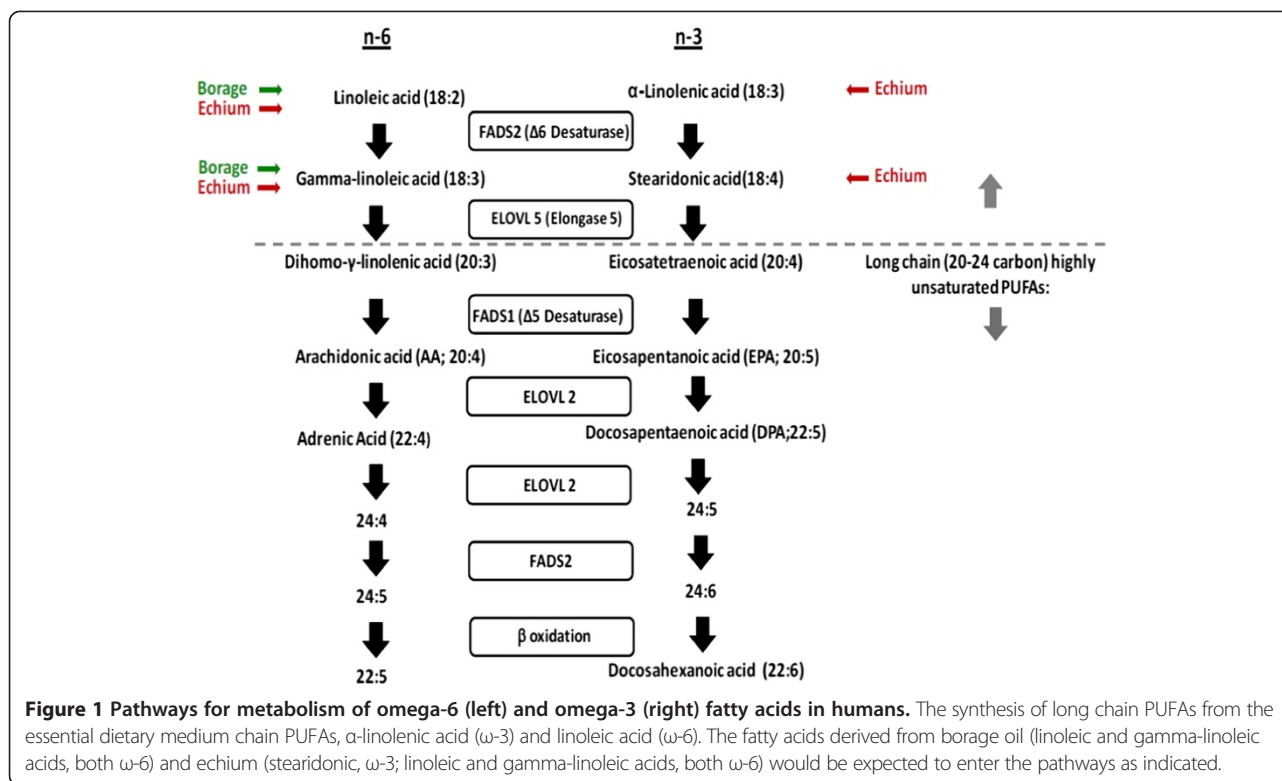 n-6 n-3
Borage
Linoleic acid (18:2) α-Linolenic acid (18:3) Echium
Echium
FADS2 (Δ6 Desaturase)
Borage
Gamma-linoleic acid (18:3) Stearidonic acid(18:4) Echium
Echium
ELOVL 5 (Elongase 5)
Dihomo-γ-linolenic acid (20:3) Eicosatetraenoic acid (20:4) Long chain (20-24 carbon) highly
unsaturated PUFAs:
FADS1 (Δ5 Desaturase)
Arachidonic acid (AA; 20:4) Eicosapentanoic acid (EPA; 20:5)
ELOVL 2
Adrenic Acid (22:4) Docosapentaenoic acid (DPA;22:5)
ELOVL 2
24:4 24:5
FADS2
24:5 24:6
β oxidation
22:5 Docosahexanoic acid (22:6)
Figure 1 Pathways for metabolism of omega-6 (left) and omega-3 (right) fatty acids in humans. The synthesis of long chain PUFAs from the
essential dietary medium chain PUFAs, α-linolenic acid (ω-3) and linoleic acid (ω-6). The fatty acids derived from borage oil (linoleic and gamma-linoleic
acids, both ω-6) and echium (stearidonic, ω-3; linoleic and gamma-linoleic acids, both ω-6) would be expected to enter the pathways as indicated.